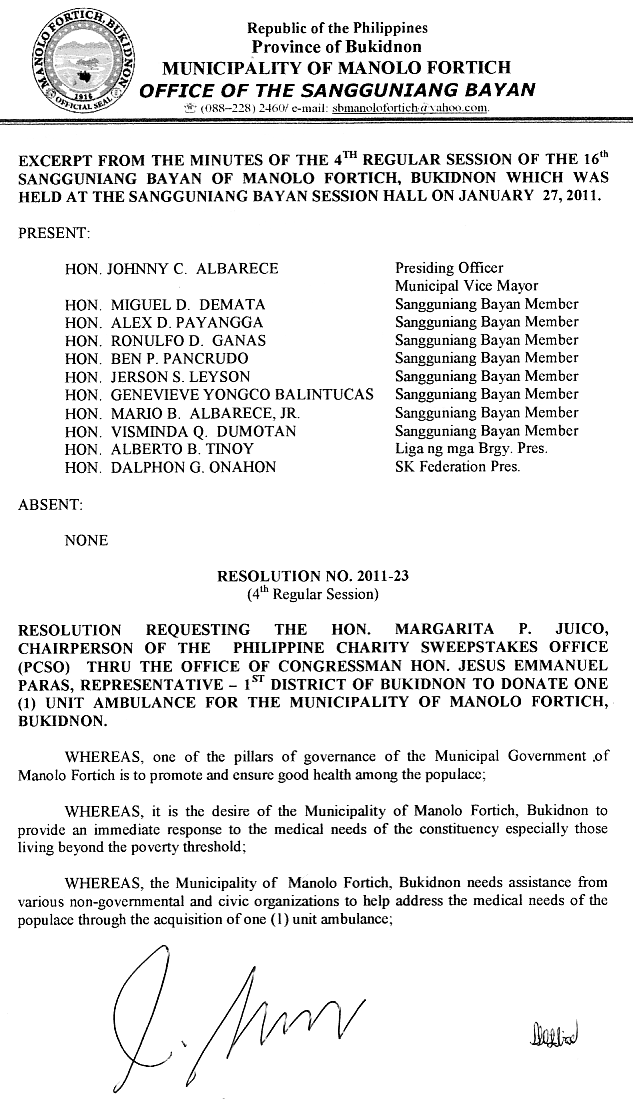 MANOLO FORTICH, BUKIDNON
1916
OFFICIAL SEAL
Republic of the Philippines
Province of Bukidnon
MUNICIPALITY OF MANOLO FORTICH
OFFICE OF THE SANGGUNIANG BAYAN
☏ (088–228) 2460/ e-mail: sbmanolofortich@yahoo.com.
EXCERPT FROM THE MINUTES OF THE 4TH REGULAR SESSION OF THE 16th
SANGGUNIANG BAYAN OF MANOLO FORTICH, BUKIDNON WHICH WAS
HELD AT THE SANGGUNIANG BAYAN SESSION HALL ON JANUARY 27, 2011.
PRESENT:
HON. JOHNNY C. ALBARECE Presiding Officer
Municipal Vice Mayor
HON. MIGUEL D. DEMATA Sangguniang Bayan Member
HON. ALEX D. PAYANGGA Sangguniang Bayan Member
HON. RONULFO D. GANAS Sangguniang Bayan Member
HON. BEN P. PANCRUDO Sangguniang Bayan Member
HON. JERSON S. LEYSON Sangguniang Bayan Member
HON. GENEVIEVE YONGCO BALINTUCAS Sangguniang Bayan Member
HON. MARIO B. ALBARECE, JR. Sangguniang Bayan Member
HON. VISMINDA Q. DUMOTAN Sangguniang Bayan Member
HON. ALBERTO B. TINOY Liga ng mga Brgy. Pres.
HON. DALPHON G. ONAHON SK Federation Pres.
ABSENT:
NONE
RESOLUTION NO. 2011-23
(4th Regular Session)
RESOLUTION REQUESTING THE HON. MARGARITA P. JUICO,
CHAIRPERSON OF THE PHILIPPINE CHARITY SWEEPSTAKES OFFICE
(PCSO) THRU THE OFFICE OF CONGRESSMAN HON. JESUS EMMANUEL
PARAS, REPRESENTATIVE – 1ST DISTRICT OF BUKIDNON TO DONATE ONE
(1) UNIT AMBULANCE FOR THE MUNICIPALITY OF MANOLO FORTICH,
BUKIDNON.
WHEREAS, one of the pillars of governance of the Municipal Government of
Manolo Fortich is to promote and ensure good health among the populace;
WHEREAS, it is the desire of the Municipality of Manolo Fortich, Bukidnon to
provide an immediate response to the medical needs of the constituency especially those
living beyond the poverty threshold;
WHEREAS, the Municipality of Manolo Fortich, Bukidnon needs assistance from
various non-governmental and civic organizations to help address the medical needs of the
populace through the acquisition of one (1) unit ambulance;